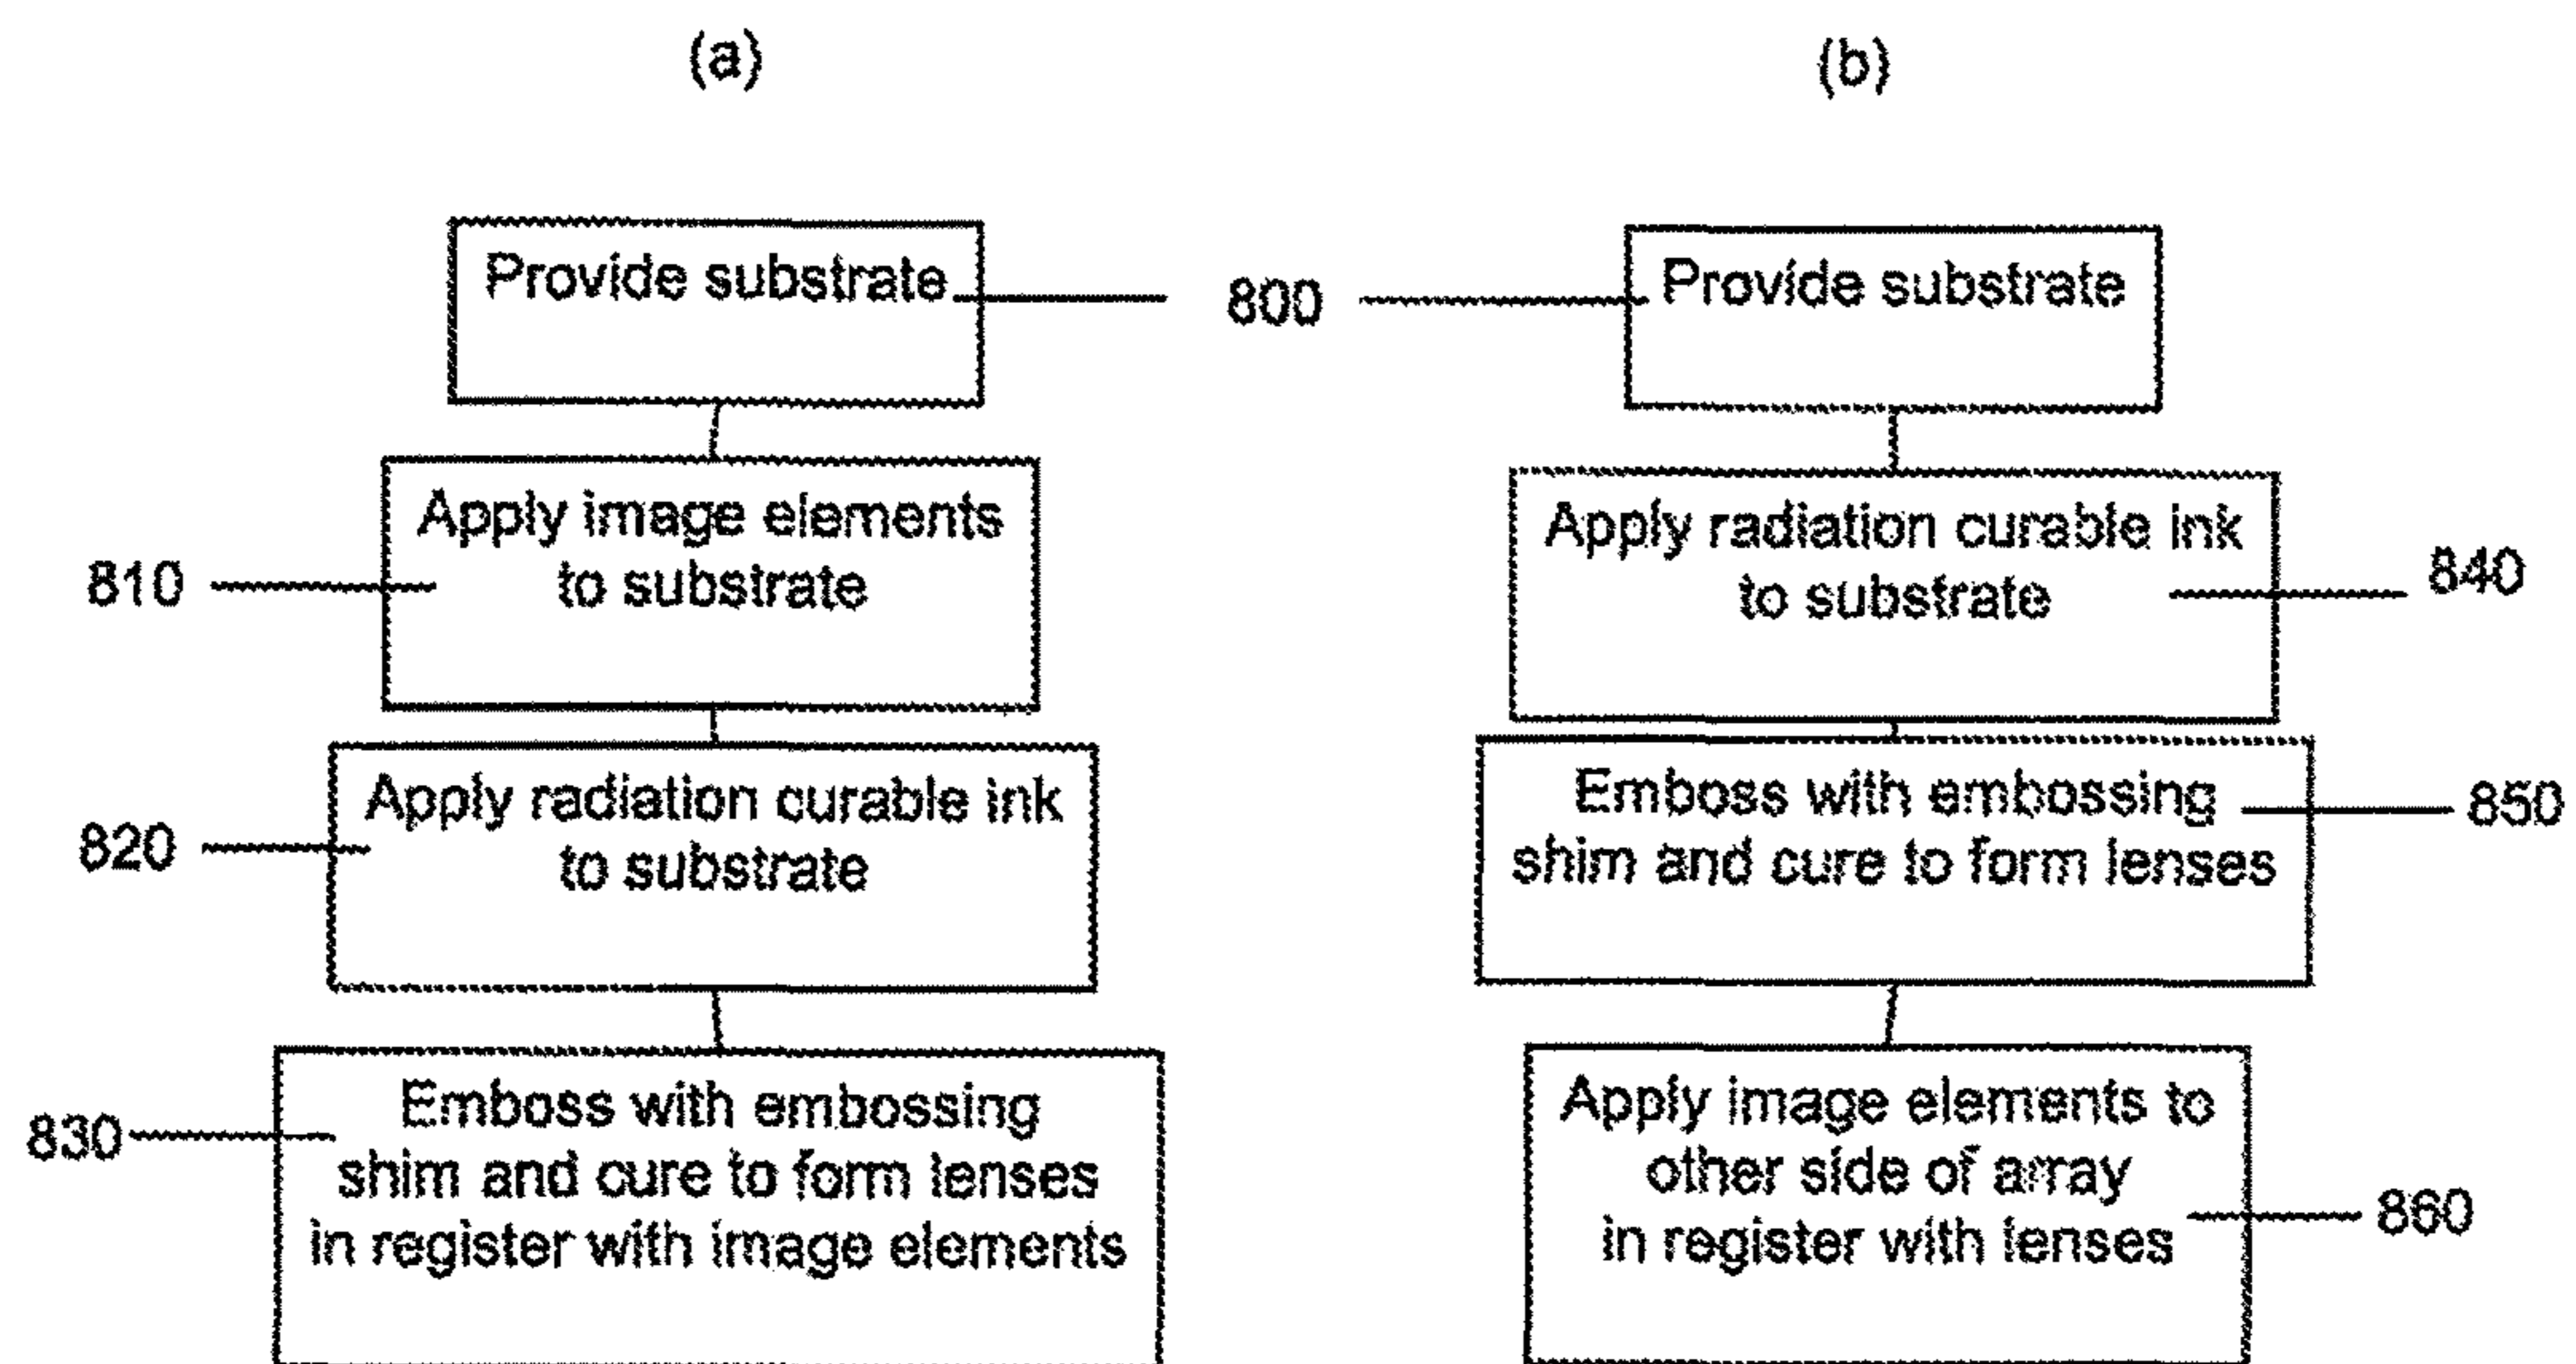 (a)
Provide substrate
800
Apply image elements
to substrate
810
Apply radiation curable ink
to substrate
820
Emboss with embossing
shim and cure to form lenses
in register with image elements
830
(b)
Provide substrate
Apply radiation curable ink
to substrate
840
Emboss with embossing
shim and cure to form lenses
850
Apply image elements to
other side of array
in register with lenses
860